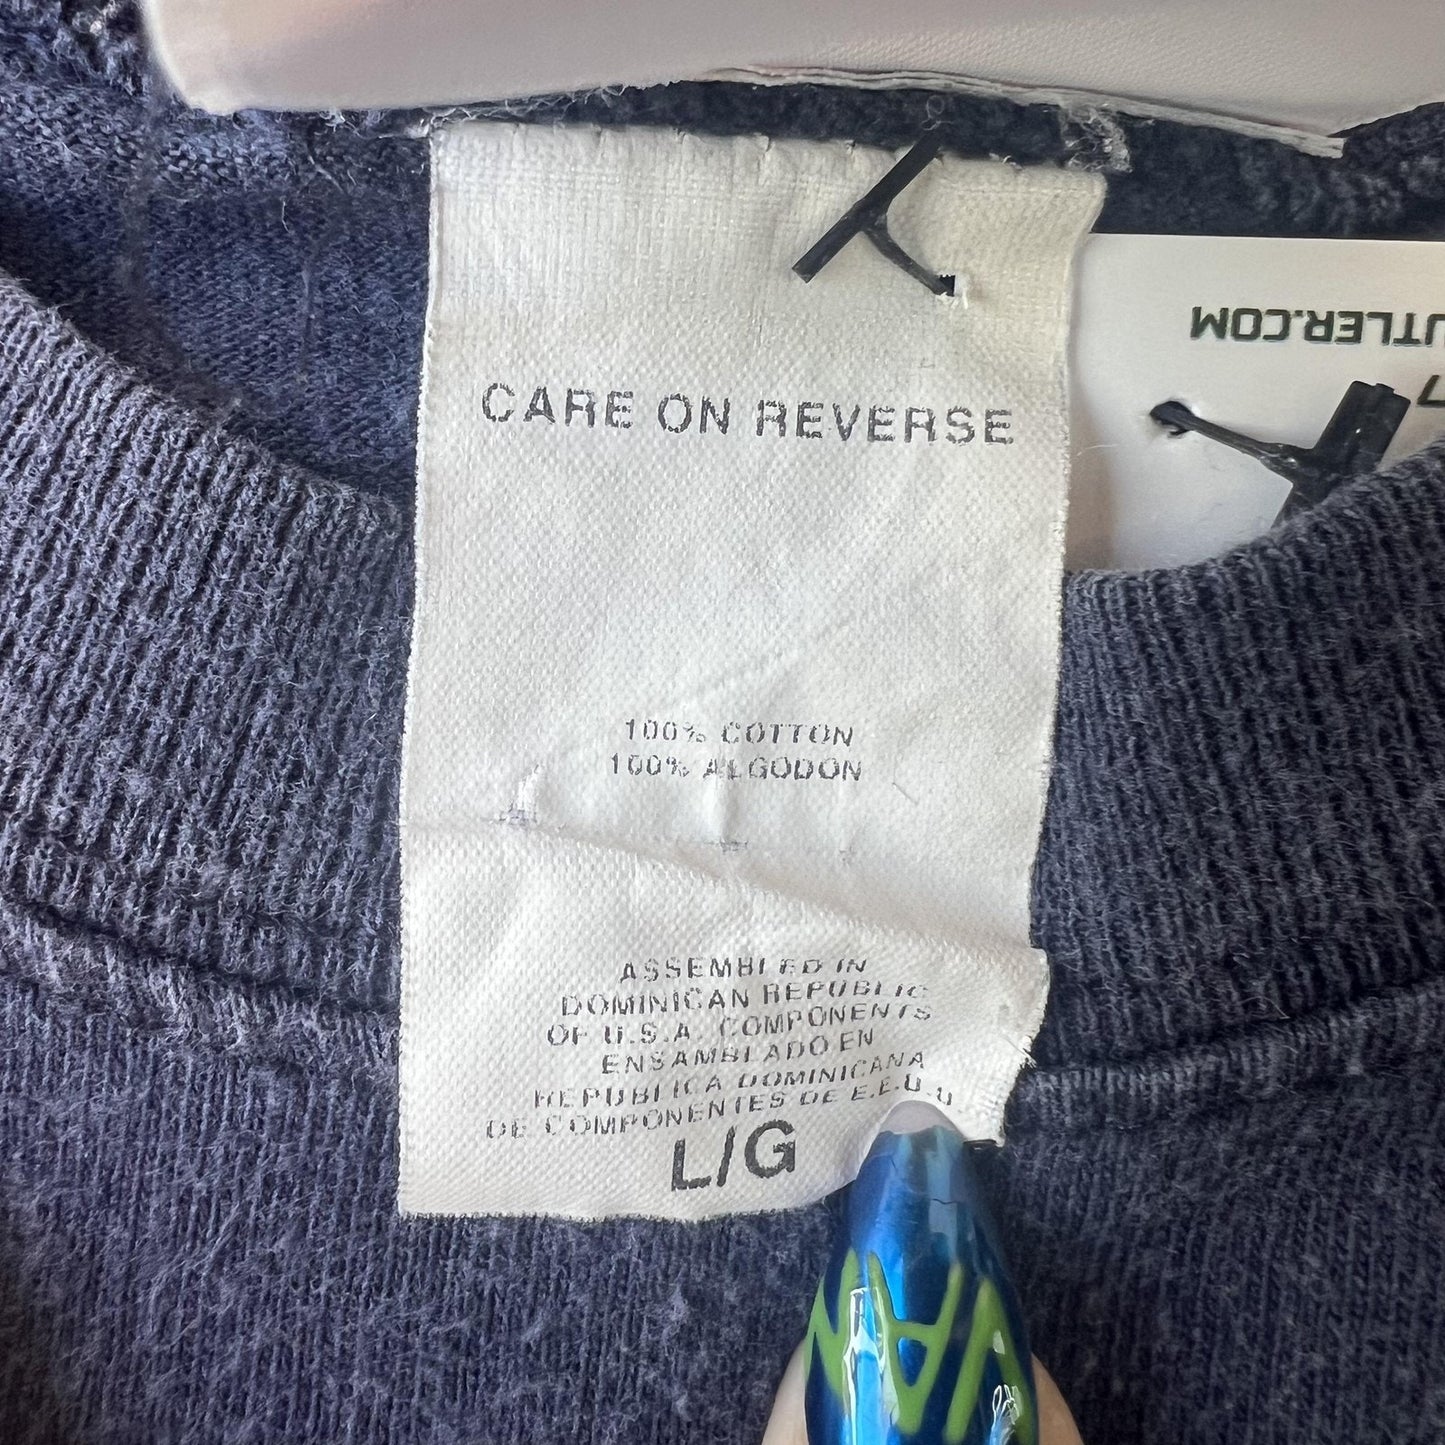 CARE ON REVERSE
100% COTTON
100% ALGODON
ASSEMBLED IN
DOMINICAN REPUBLIC
OF U.S.A. COMPONENTS
ENSAMBLADO EN
REPUBLICA DOMINICANA
DE COMPONENTES DE E.E.U.U
L/G
UTLER.COM